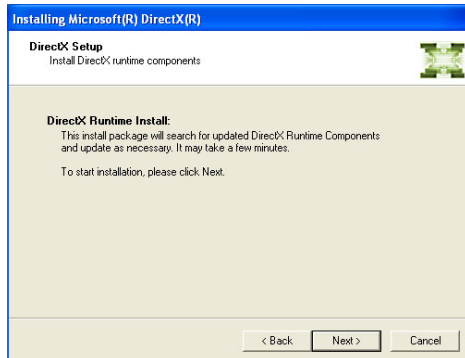 Installing Microsoft(R) DirectX(R)
DirectX Setup
Install DirectX runtime components
DirectX Runtime Install:
This install package will search for updated DirectX Runtime Components
and update as necessary. It may take a few minutes.
To start installation, please click Next.
< Back  Next >  Cancel